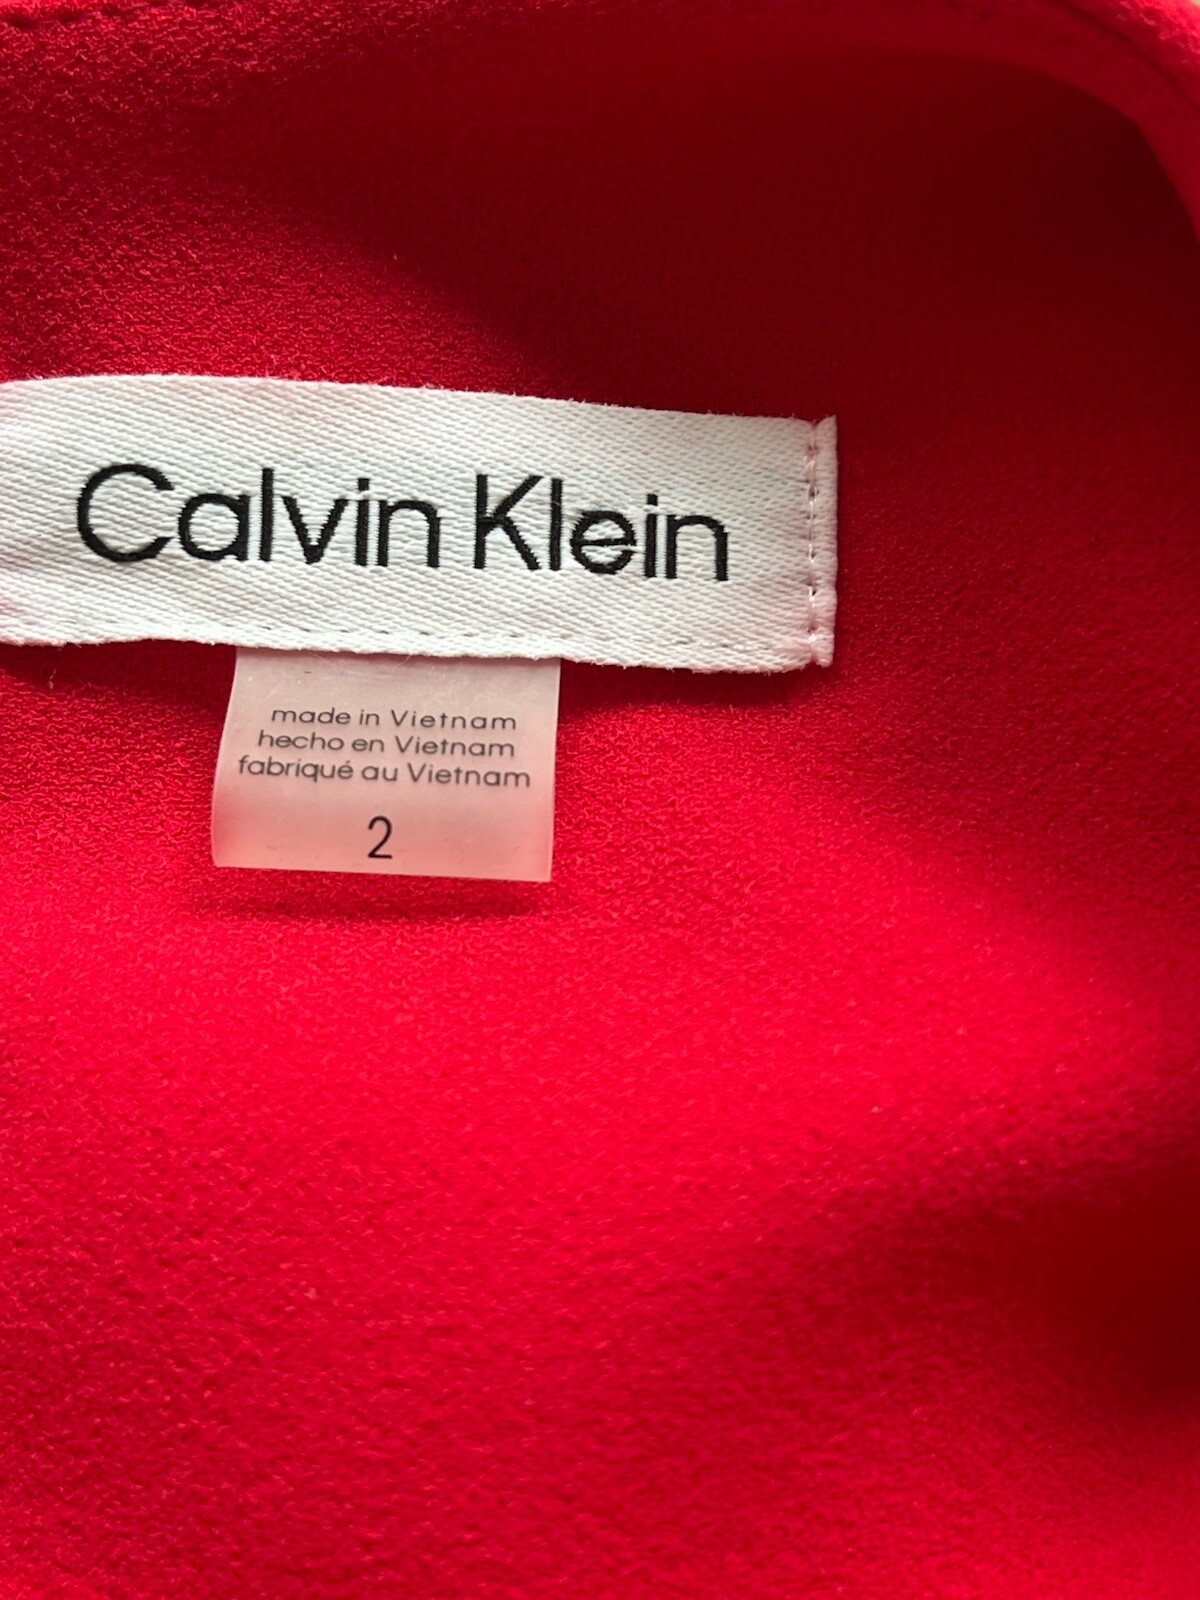 Calvin Klein
made in Vietnam
hecho en Vietnam
fabriqué au Vietnam
2